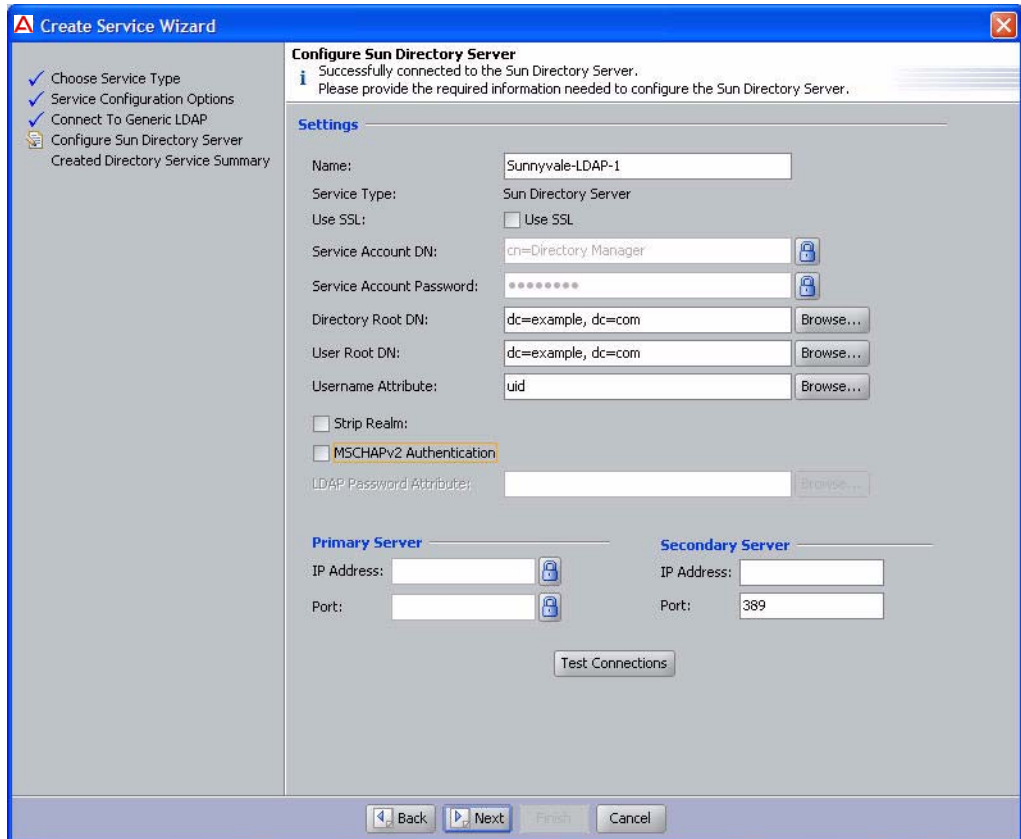 Create Service Wizard
Choose Service Type
Service Configuration Options
Connect To Generic LDAP
Configure Sun Directory Server
Created Directory Service Summary
Configure Sun Directory Server
Successfully connected to the Sun Directory Server.
Please provide the required information needed to configure the Sun Directory Server.
Settings
Name: Sunnyvale-LDAP-1
Service Type: Sun Directory Server
Use SSL: Use SSL
Service Account DN: cn=Directory Manager
Service Account Password: ●●●●●●●●
Directory Root DN: dc=example, dc=com Browse...
User Root DN: dc=example, dc=com Browse...
Username Attribute: uid Browse...
Strip Realm:
MSCHAPv2 Authentication
LDAP Password Attribute: Browse...
Primary Server
IP Address:
Port:
Secondary Server
IP Address:
Port: 389
Test Connections
Back Next Finish Cancel